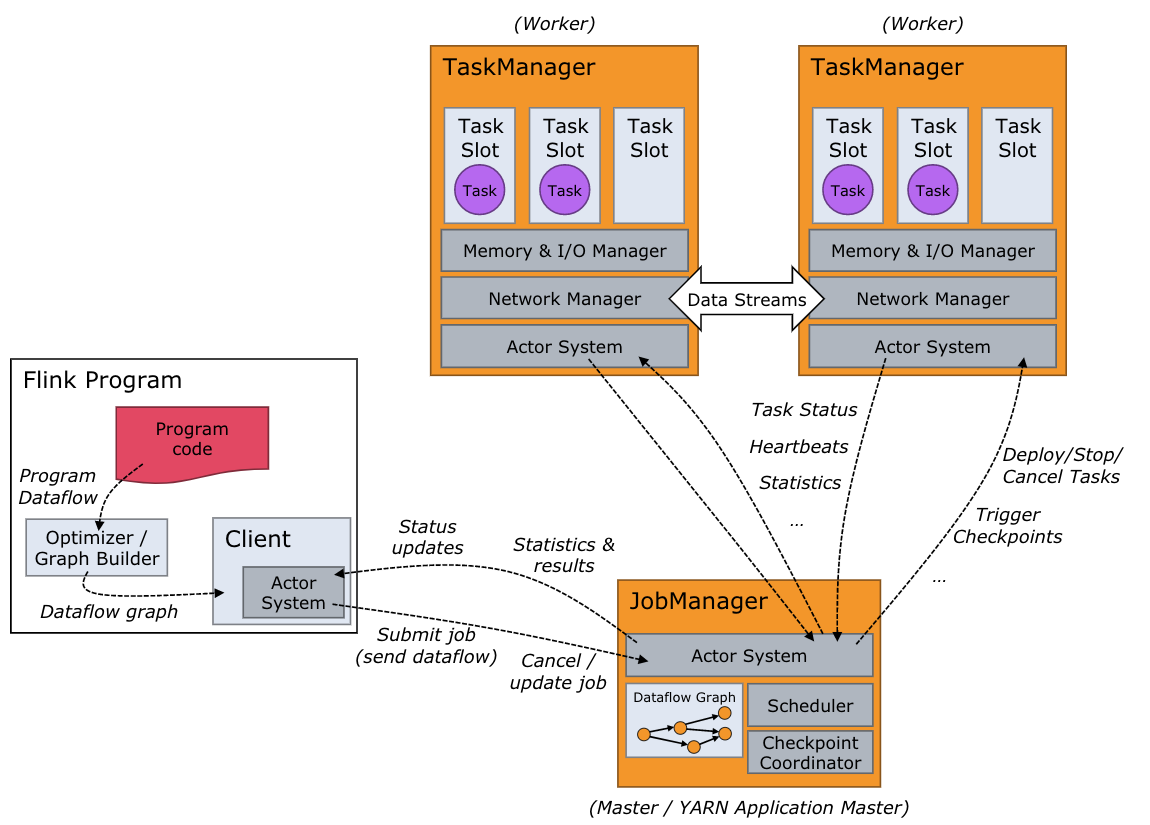 (Worker)
(Worker)
TaskManager
TaskManager
Task
Slot
Task
Slot
Task
Slot
Task
Slot
Task
Slot
Task
Slot
Task
Task
Task
Task
Memory & I/O Manager
Memory & I/O Manager
Network Manager
Data Streams
Network Manager
Actor System
Actor System
Flink Program
Program
code
Program
Dataflow
Optimizer /
Graph Builder
Dataflow graph
Client
Actor
System
Status
updates
Statistics &
results
Submit job
(send dataflow)
Cancel /
update job
Task Status
Heartbeats
Statistics
...
Deploy/Stop/
Cancel Tasks
Trigger
Checkpoints
...
JobManager
Actor System
Dataflow Graph
Scheduler
Checkpoint
Coordinator
(Master / YARN Application Master)